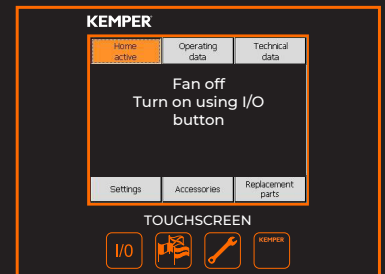 KEMPER
Home active
Operating data
Technical data
Fan off
Turn on using I/O
button
Settings
Accessories
Replacement parts
TOUCHSCREEN
I/0
KEMPER